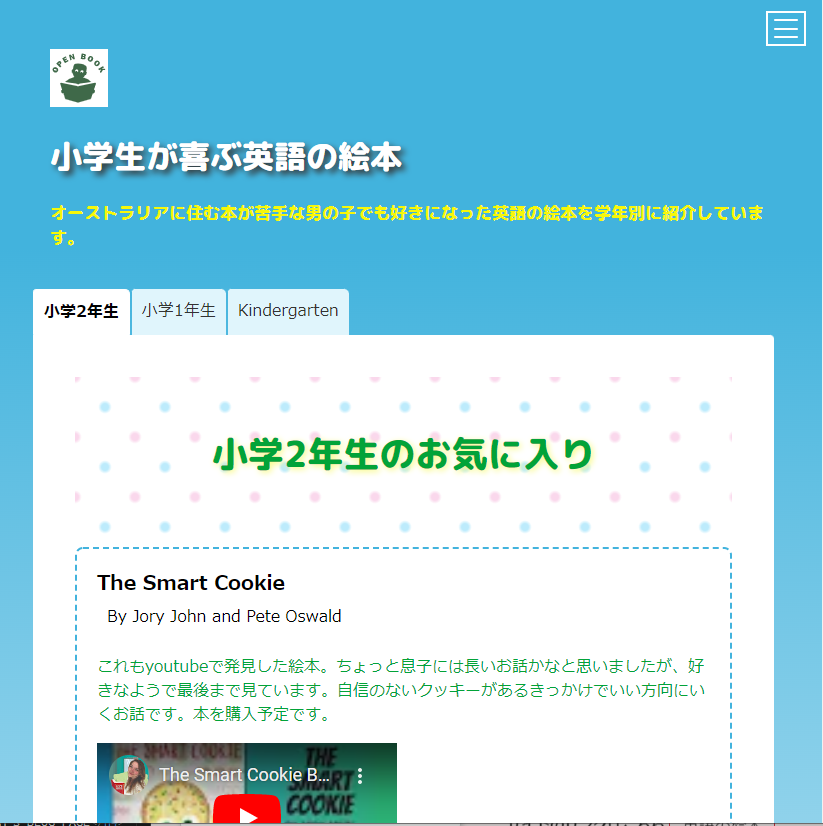 OPEN BOOK
小学生が喜ぶ英語の絵本
オーストラリアに住む本が苦手な男の子でも好きになった英語の絵本を学年別に紹介していま
す。
小学2年生 小学1年生 Kindergarten
小学2年生のお気に入り
The Smart Cookie
By Jory John and Pete Oswald
これもyoutubeで発見した絵本。ちょっと息子には長いお話かなと思いましたが、好
きなようで最後まで見ています。自信のないクッキーがあるきっかけでいい方向にい
くお話です。本を購入予定です。
THE SMART COOKIE
The Smart Cookie B...
THE
SMART
COOKIE